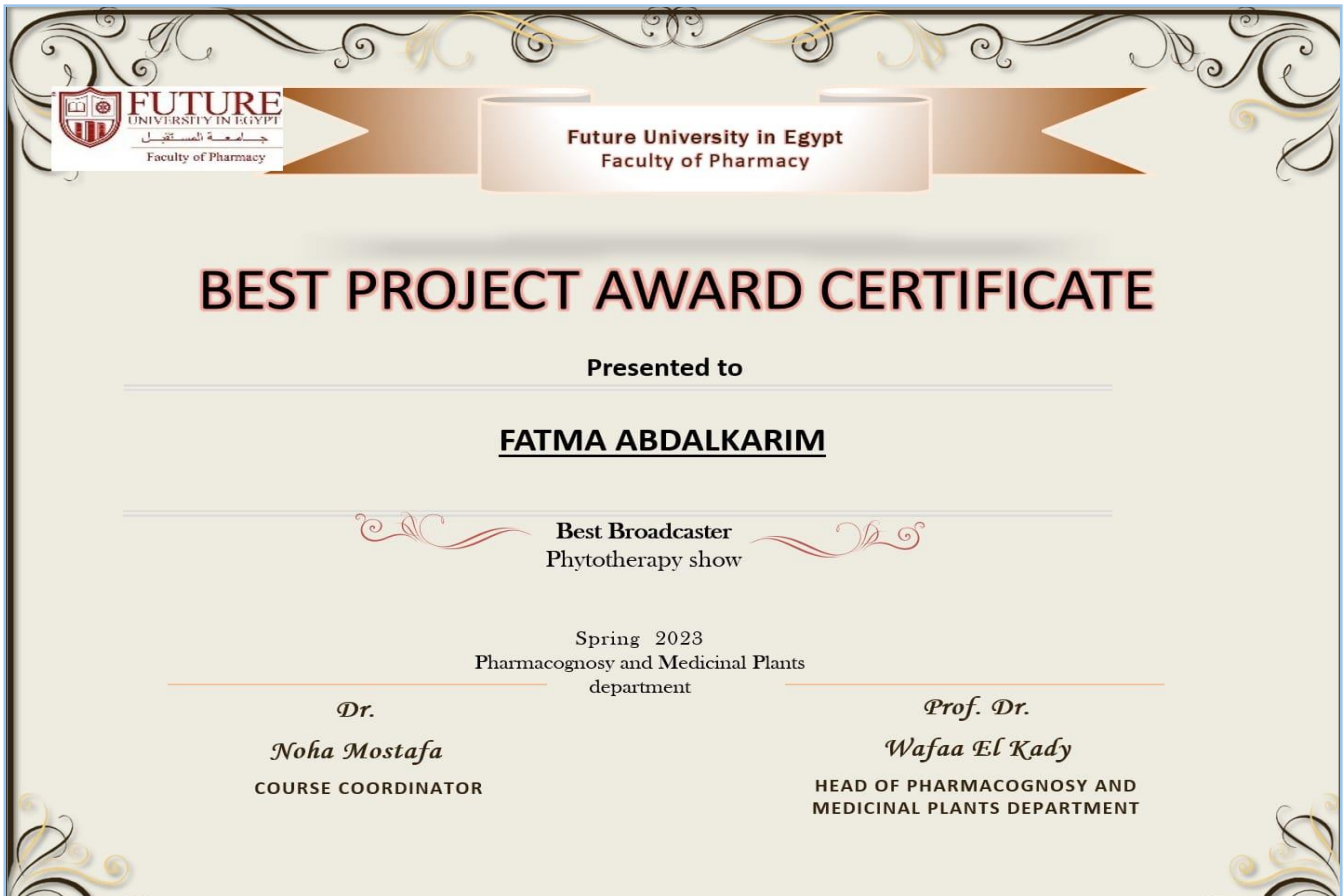 FUTURE
UNIVERSITY IN EGYPT
جـامـعـة المستقبـل
Faculty of Pharmacy
Future University in Egypt
Faculty of Pharmacy
BEST PROJECT AWARD CERTIFICATE
Presented to
FATMA ABDALKARIM
Best Broadcaster
Phytotherapy show
Spring 2023
Pharmacognosy and Medicinal Plants
department
Dr.
Noha Mostafa
COURSE COORDINATOR
Prof. Dr.
Wafaa El Kady
HEAD OF PHARMACOGNOSY AND
MEDICINAL PLANTS DEPARTMENT